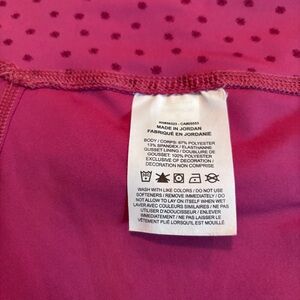 MADE IN JORDAN
FABRIQUÉ EN JORDANIE
BODY / CORPS: 87% POLYESTER
13% SPANDEX / ÉLASTHANNE
GUSSET LINING / DOUBLURE DE
GOUSSET: 100% POLYESTER
EXCLUSIVE OF DECORATION /
DÉCORATION NON COMPRISE
WASH WITH LIKE COLORS / DO NOT USE
SOFTENERS / REMOVE IMMEDIATELY / DO
NOT ALLOW TO LAY ON ITSELF WHEN WET
LAVER AVEC COULEURS SIMILAIRES / NE PAS
UTILISER D'ADOUCISSEUR / ENLEVER
IMMÉDIATEMENT / NE PAS LAISSER LE
VÊTEMENT PLIÉ LORSQU'IL EST MOUILLÉ.